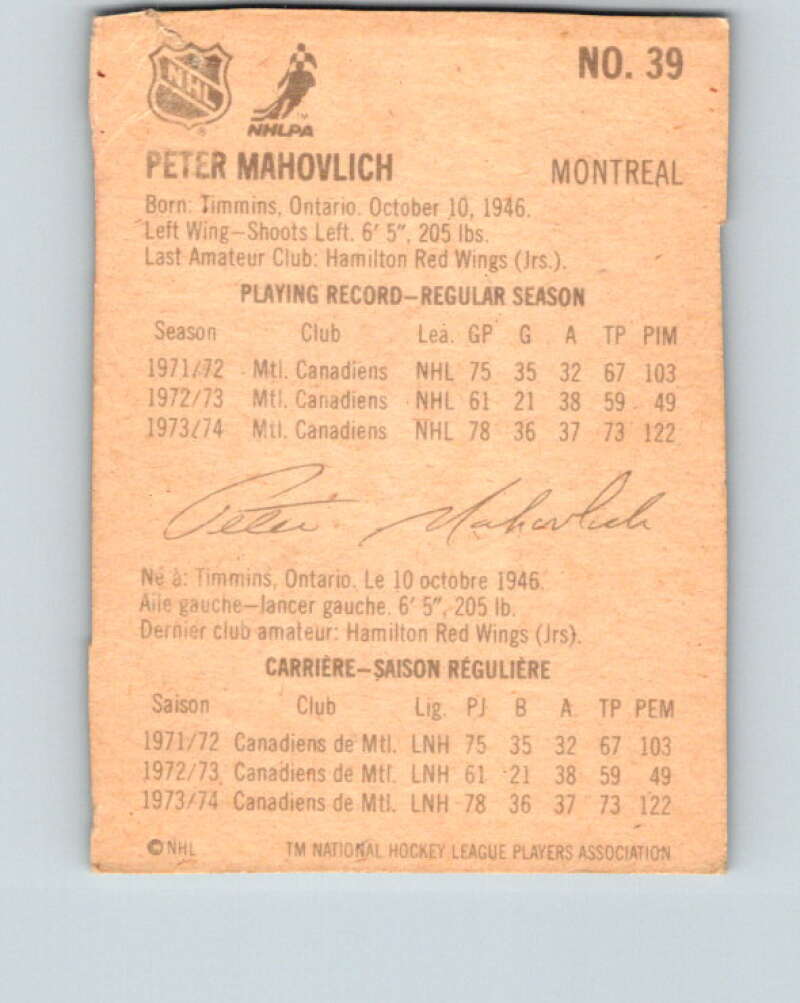 NHL
NHLPA TM
NO. 39
PETER MAHOVLICH MONTREAL
Born: Timmins, Ontario. October 10, 1946.
Left Wing—Shoots Left. 6' 5", 205 lbs.
Last Amateur Club: Hamilton Red Wings (Jrs.).
PLAYING RECORD—REGULAR SEASON
Season Club Lea. GP G A TP PIM
1971/72 Mtl. Canadiens NHL 75 35 32 67 103
1972/73 Mtl. Canadiens NHL 61 21 38 59 49
1973/74 Mtl. Canadiens NHL 78 36 37 73 122
Peter Mahovlich
Né à: Timmins, Ontario. Le 10 octobre 1946.
Aile gauche—lancer gauche. 6' 5", 205 lb.
Dernier club amateur: Hamilton Red Wings (Jrs).
CARRIÈRE—SAISON RÉGULIÈRE
Saison Club Lig. PJ B A TP PEM
1971/72 Canadiens de Mtl. LNH 75 35 32 67 103
1972/73 Canadiens de Mtl. LNH 61 21 38 59 49
1973/74 Canadiens de Mtl. LNH 78 36 37 73 122
© NHL TM NATIONAL HOCKEY LEAGUE PLAYERS ASSOCIATION